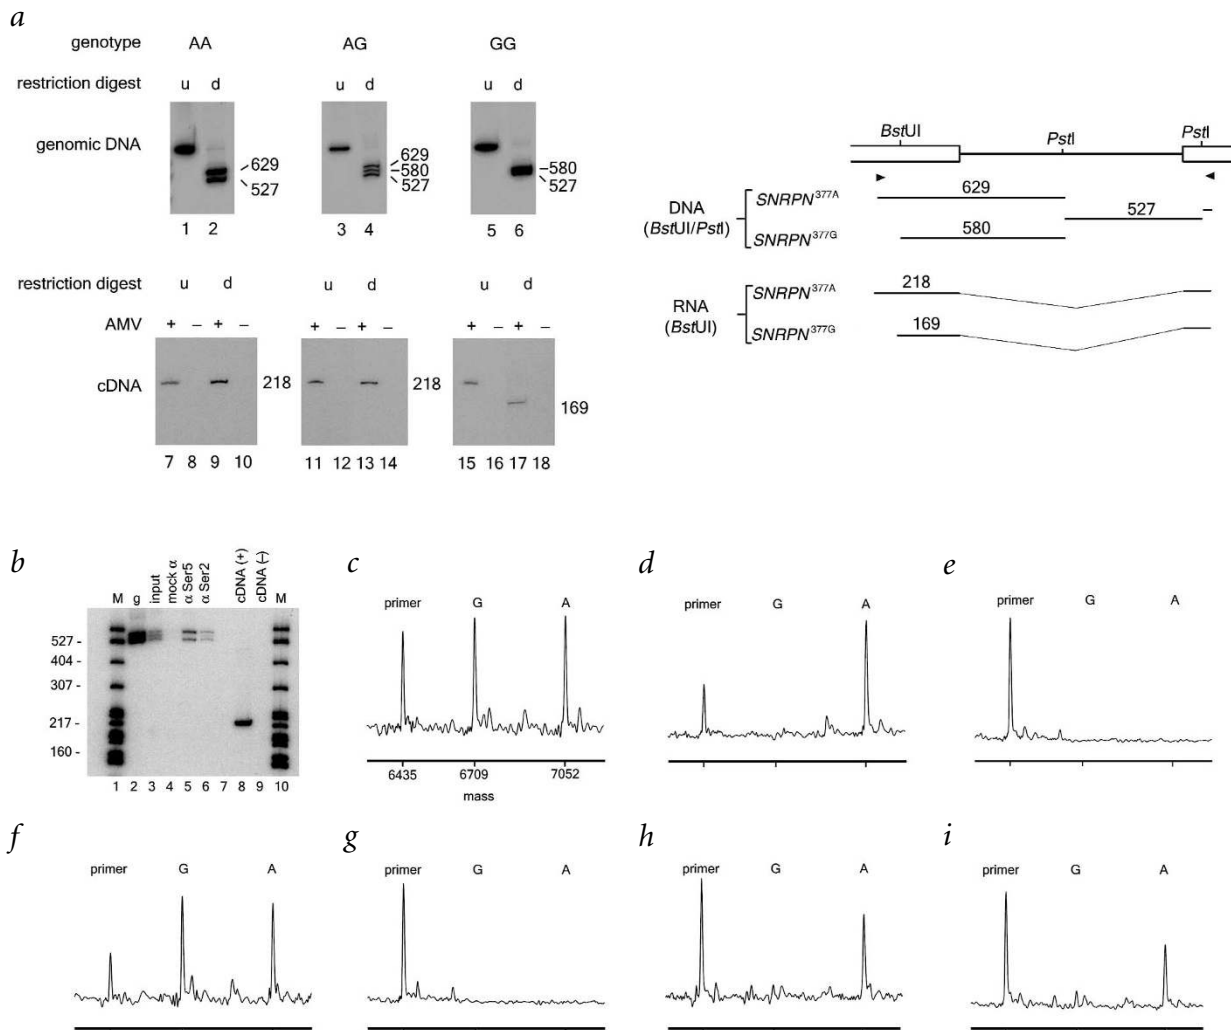 a
genotype AA AG GG
restriction digest u d u d u d
genomic DNA
629
527
629
580
527
580
527
1 2 3 4 5 6
restriction digest u d u d u d
AMV + – + – + – + – + – + –
cDNA
218
218
169
7 8 9 10 11 12 13 14 15 16 17 18
BstUI PstI PstI
DNA
(BstUI/PstI)
SNRPN377A
629
527
SNRPN377G
580
RNA
(BstUI)
SNRPN377A
218
SNRPN377G
169
b
M g input mock α α Ser5 α Ser2 cDNA (+) cDNA (–) M
527 -
404 -
307 -
217 -
160 -
1 2 3 4 5 6 7 8 9 10
c
primer G A
6435 6709 7052
mass
d
primer G A
e
primer G A
f
primer G A
g
primer G A
h
primer G A
i
primer G A